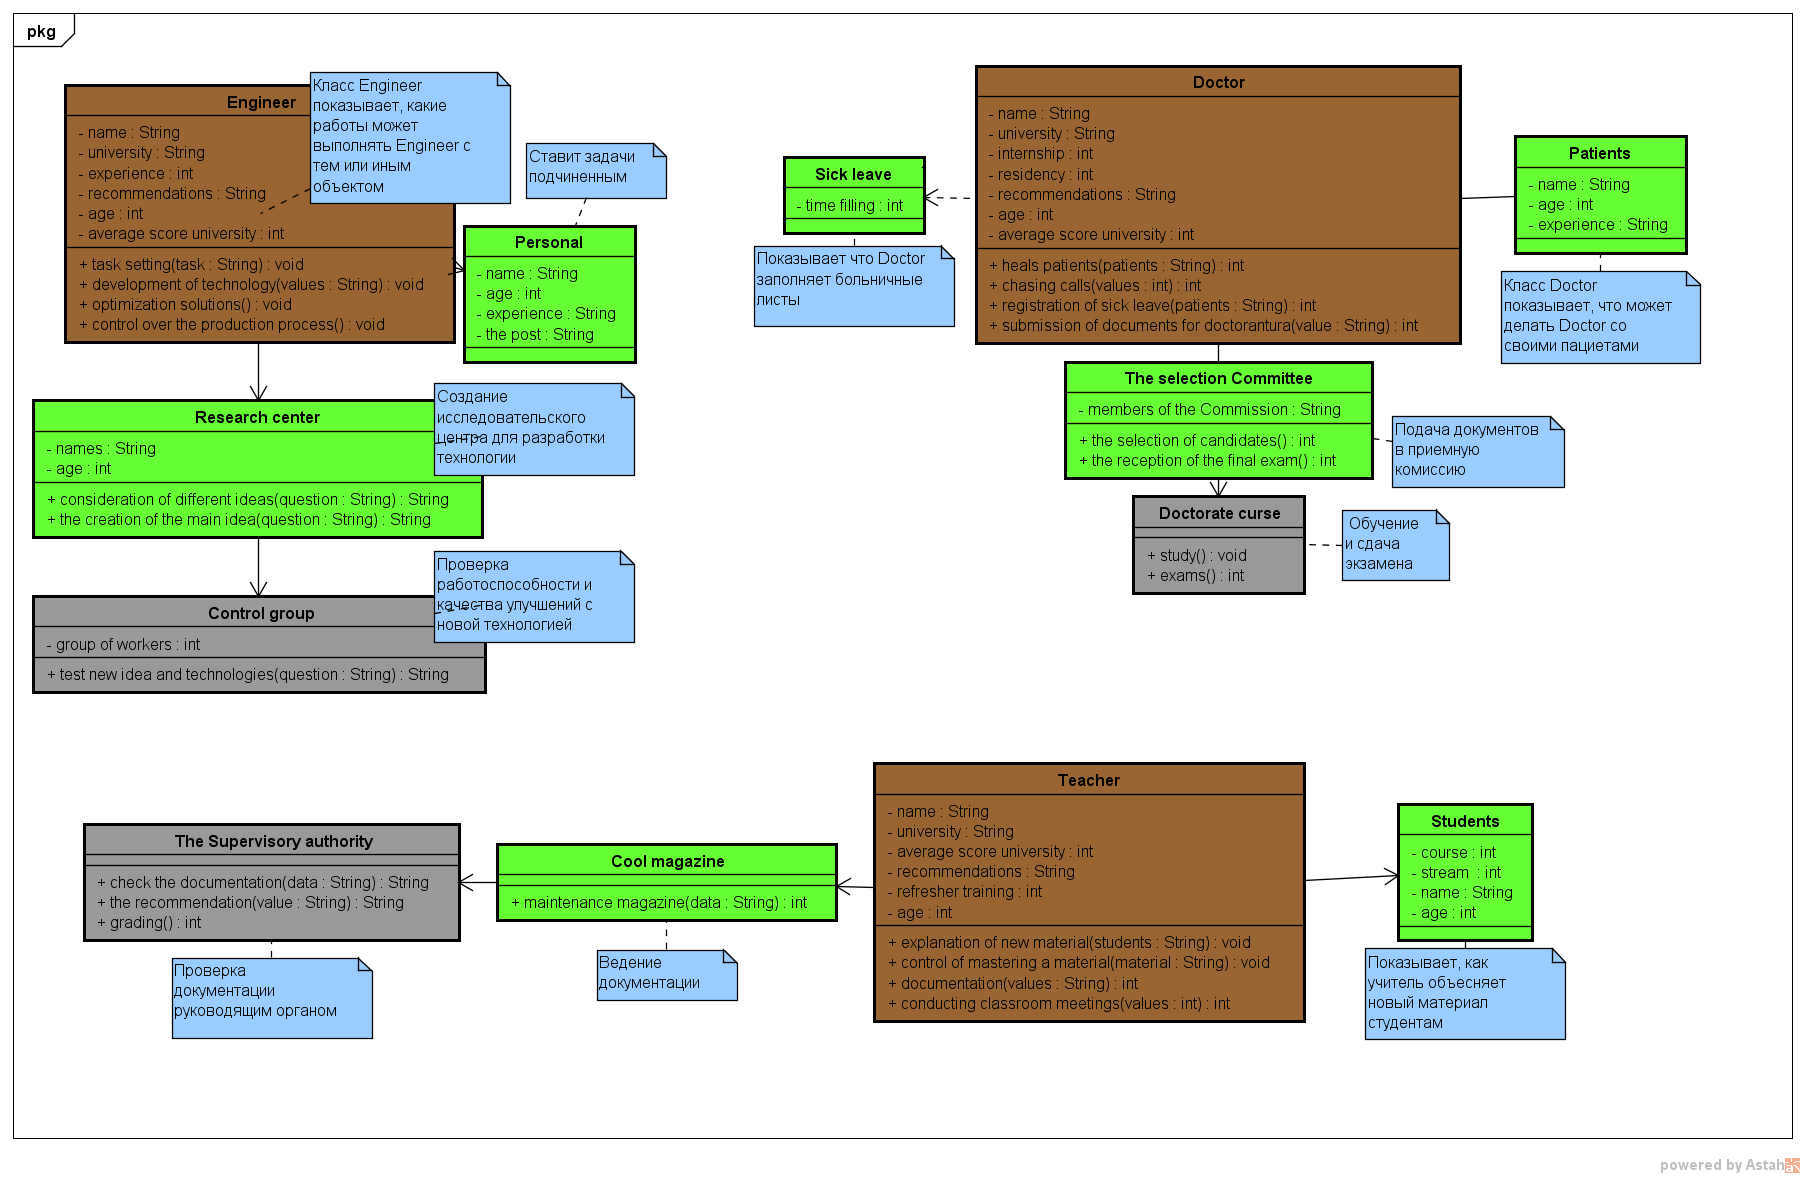 pkg
Engineer
- name : String
- university : String
- experience : int
- recommendations : String
- age : int
- average score university : int
+ task setting(task : String) : void
+ development of technology(values : String) : void
+ optimization solutions() : void
+ control over the production process() : void
Класс Engineer
показывает, какие
работы может
выполнять Engineer с
тем или иным
объектом
Ставит задачи
подчиненным
Personal
- name : String
- age : int
- experience : String
- the post : String
Research center
- names : String
- age : int
+ consideration of different ideas(question : String) : String
+ the creation of the main idea(question : String) : String
Создание
исследовательского
центра для разработки
технологии
Control group
- group of workers : int
+ test new idea and technologies(question : String) : String
Проверка
работоспособности и
качества улучшений с
новой технологией
Sick leave
- time filling : int
Показывает что Doctor
заполняет больничные
листы
Doctor
- name : String
- university : String
- internship : int
- residency : int
- recommendations : String
- age : int
- average score university : int
+ heals patients(patients : String) : int
+ chasing calls(values : int) : int
+ registration of sick leave(patients : String) : int
+ submission of documents for doctorantura(value : String) : int
Patients
- name : String
- age : int
- experience : String
Класс Doctor
показывает, что может
делать Doctor со
своими пациетами
The selection Committee
- members of the Commission : String
+ the selection of candidates() : int
+ the reception of the final exam() : int
Подача документов
в приемную
комиссию
Doctorate curse
+ study() : void
+ exams() : int
Обучение
и сдача
экзамена
The Supervisory authority
+ check the documentation(data : String) : String
+ the recommendation(value : String) : String
+ grading() : int
Проверка
документации
руководящим органом
Cool magazine
+ maintenance magazine(data : String) : int
Ведение
документации
Teacher
- name : String
- university : String
- average score university : int
- recommendations : String
- refresher training : int
- age : int
+ explanation of new material(students : String) : void
+ control of mastering a material(material : String) : void
+ documentation(values : String) : int
+ conducting classroom meetings(values : int) : int
Students
- course : int
- stream  : int
- name : String
- age : int
Показывает, как
учитель объесняет
новый материал
студентам
powered by Astah